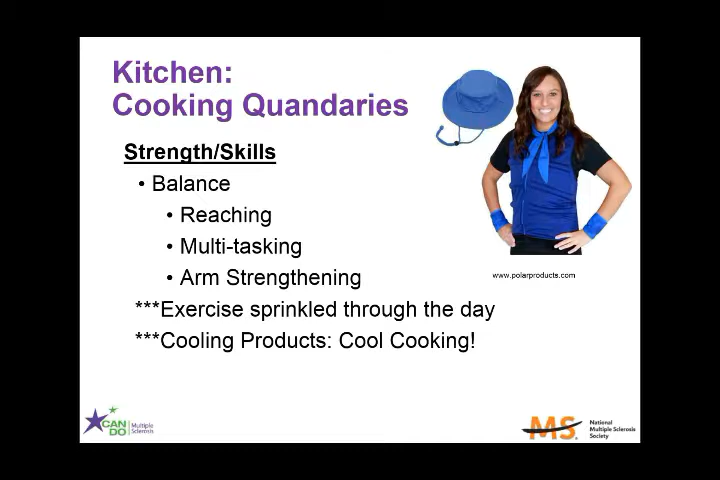 Kitchen:
Cooking Quandaries
Strength/Skills
• Balance
• Reaching
• Multi-tasking
• Arm Strengthening
***Exercise sprinkled through the day
***Cooling Products: Cool Cooking!
www.polarproducts.com
CAN
DO
Multiple
Sclerosis
MS
National
Multiple Sclerosis
Society